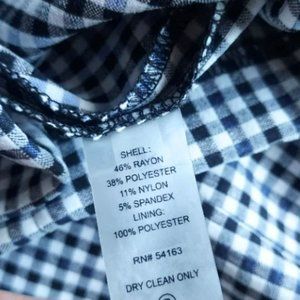 SHELL:
46% RAYON
38% POLYESTER
11% NYLON
5% SPANDEX
LINING:
100% POLYESTER
RN# 54163
DRY CLEAN ONLY